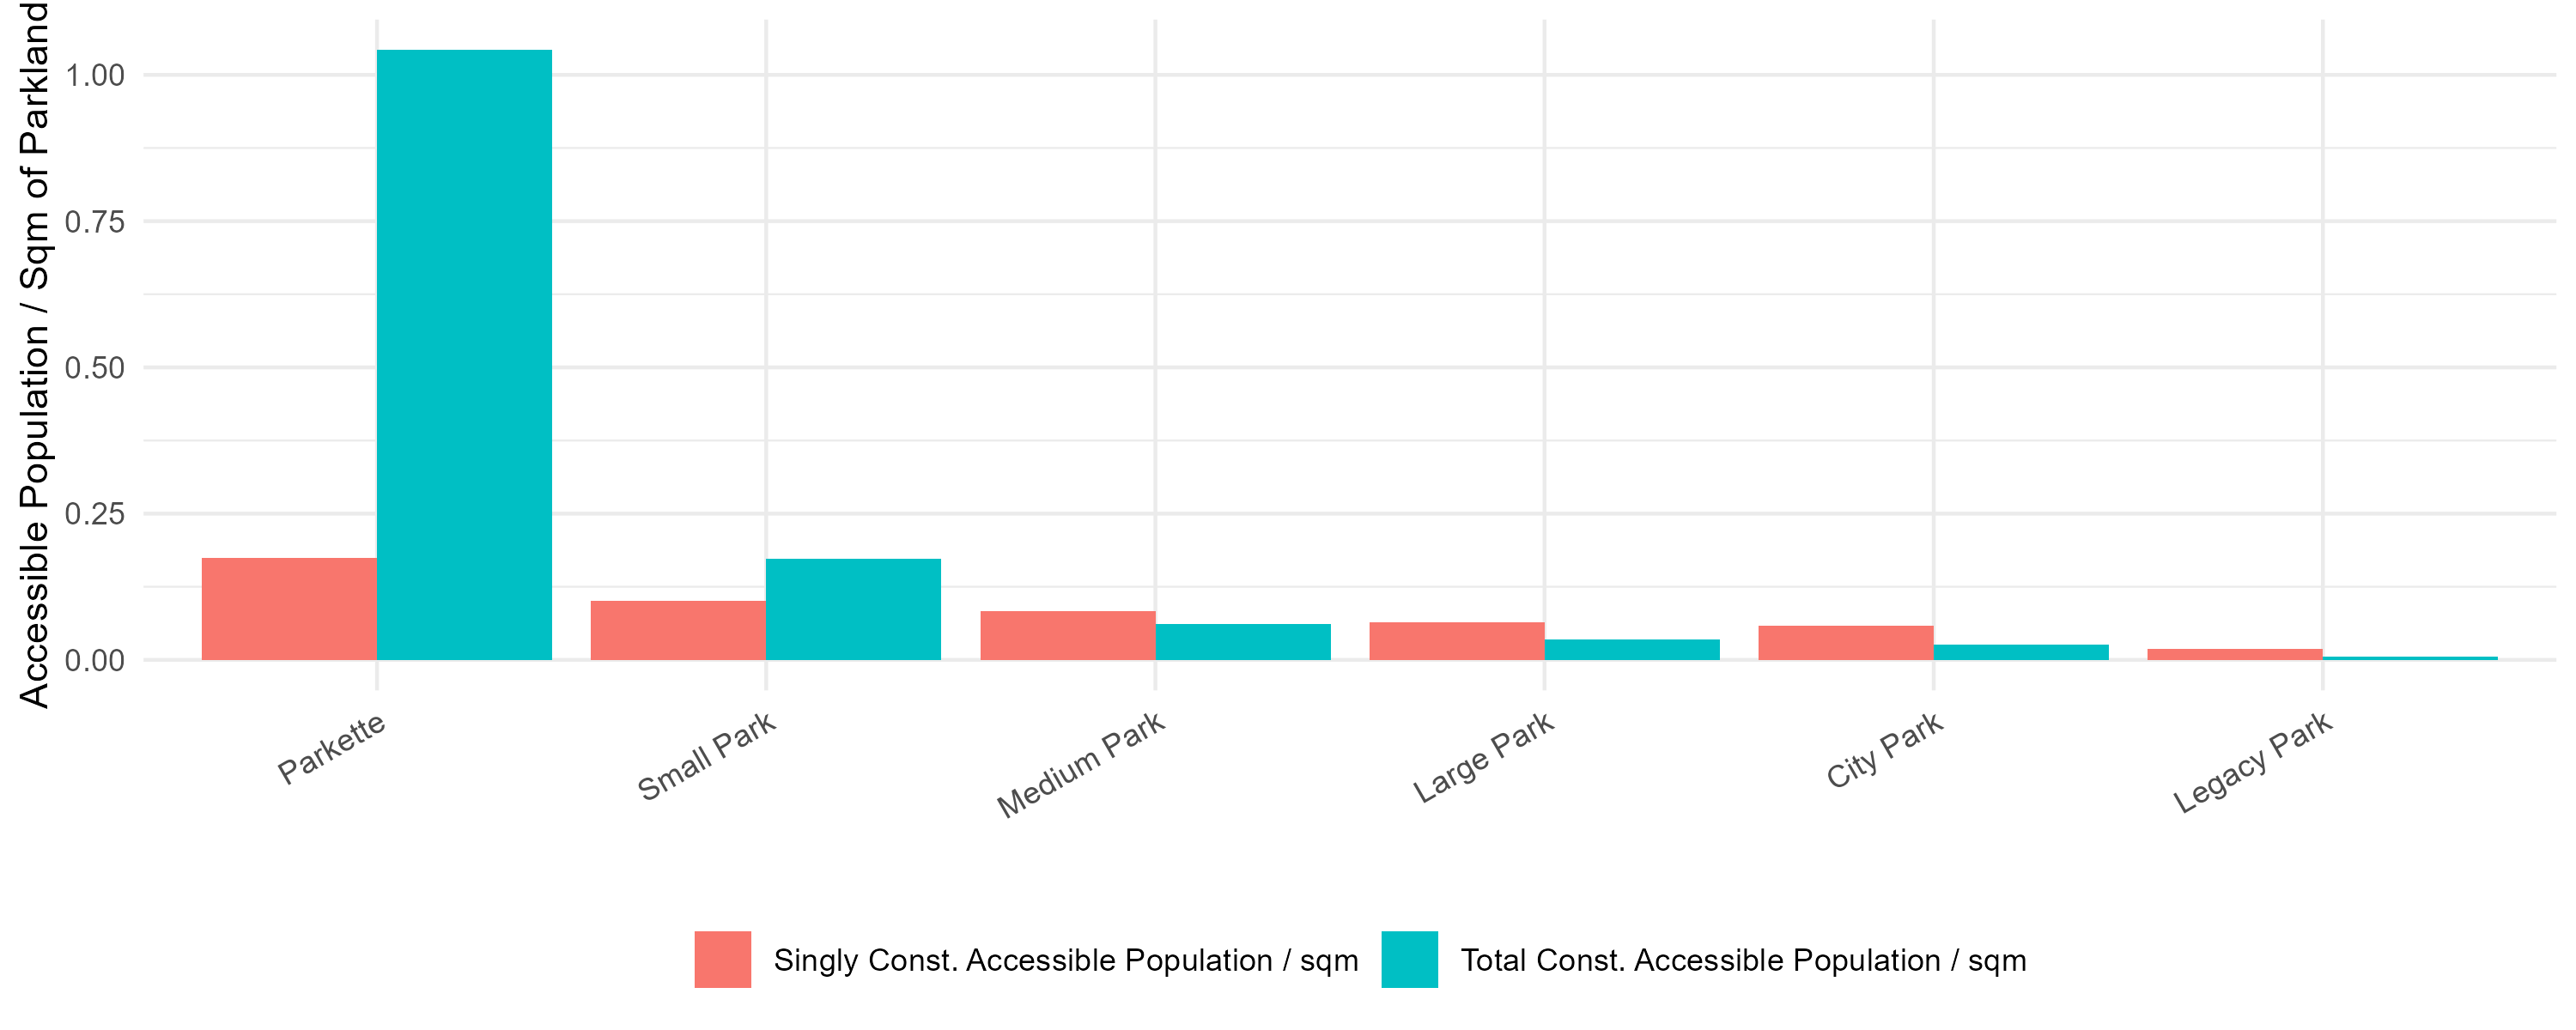 Accessible Population / Sqm of Parkland
1.00
0.75
0.50
0.25
0.00
Parkette
Small Park
Medium Park
Large Park
City Park
Legacy Park
Singly Const. Accessible Population / sqm
Total Const. Accessible Population / sqm